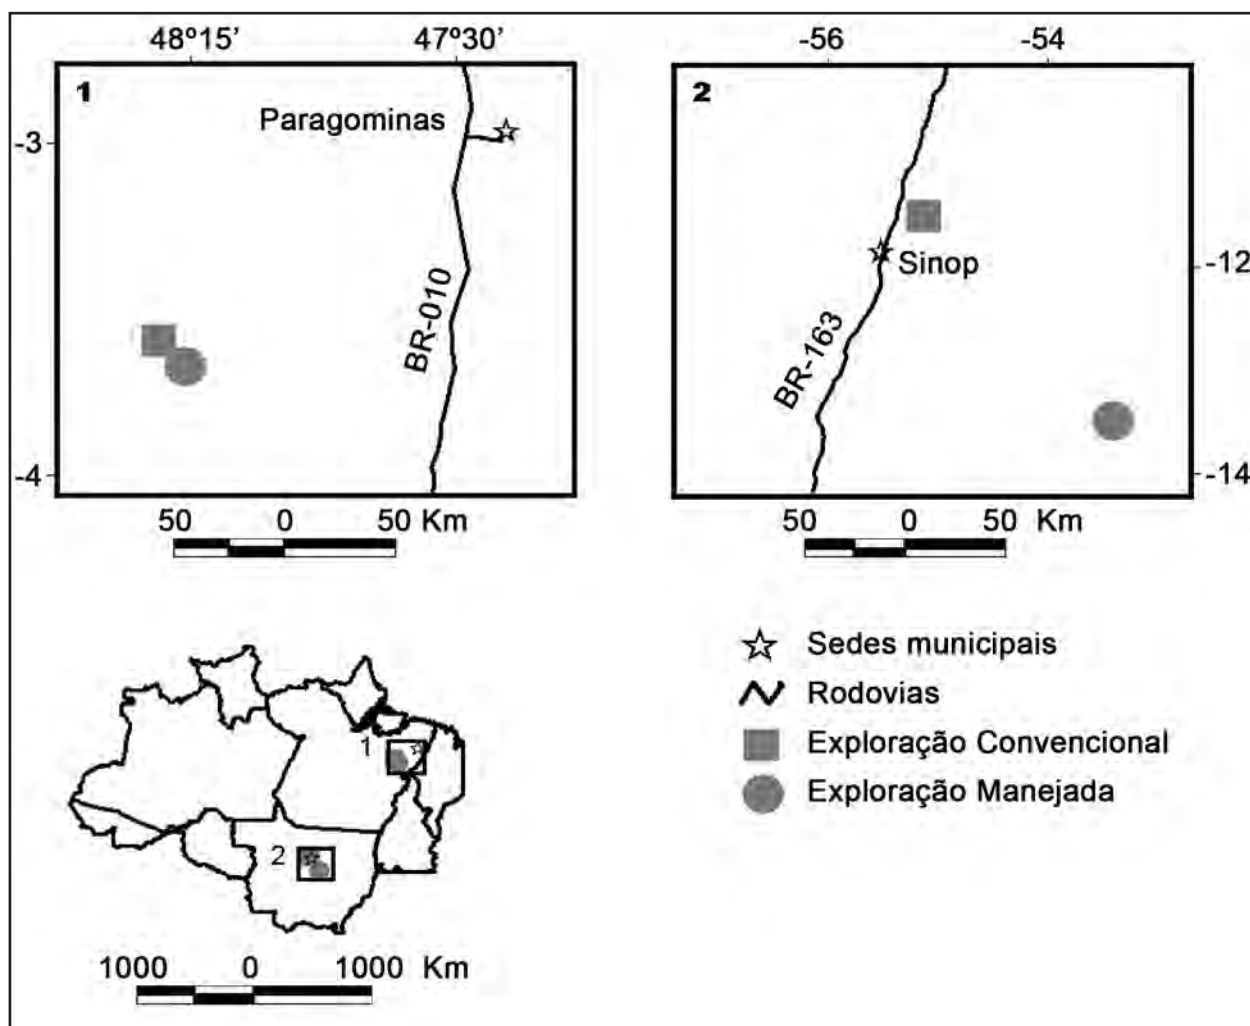 48º15’ 47º30’
1
Paragominas
-3
BR-010
-4
50 0 50 Km
-56 -54
2
Sinop
-12
BR-163
-14
50 0 50 Km
1
2
1000 0 1000 Km
Sedes municipais
Rodovias
Exploração Convencional
Exploração Manejada